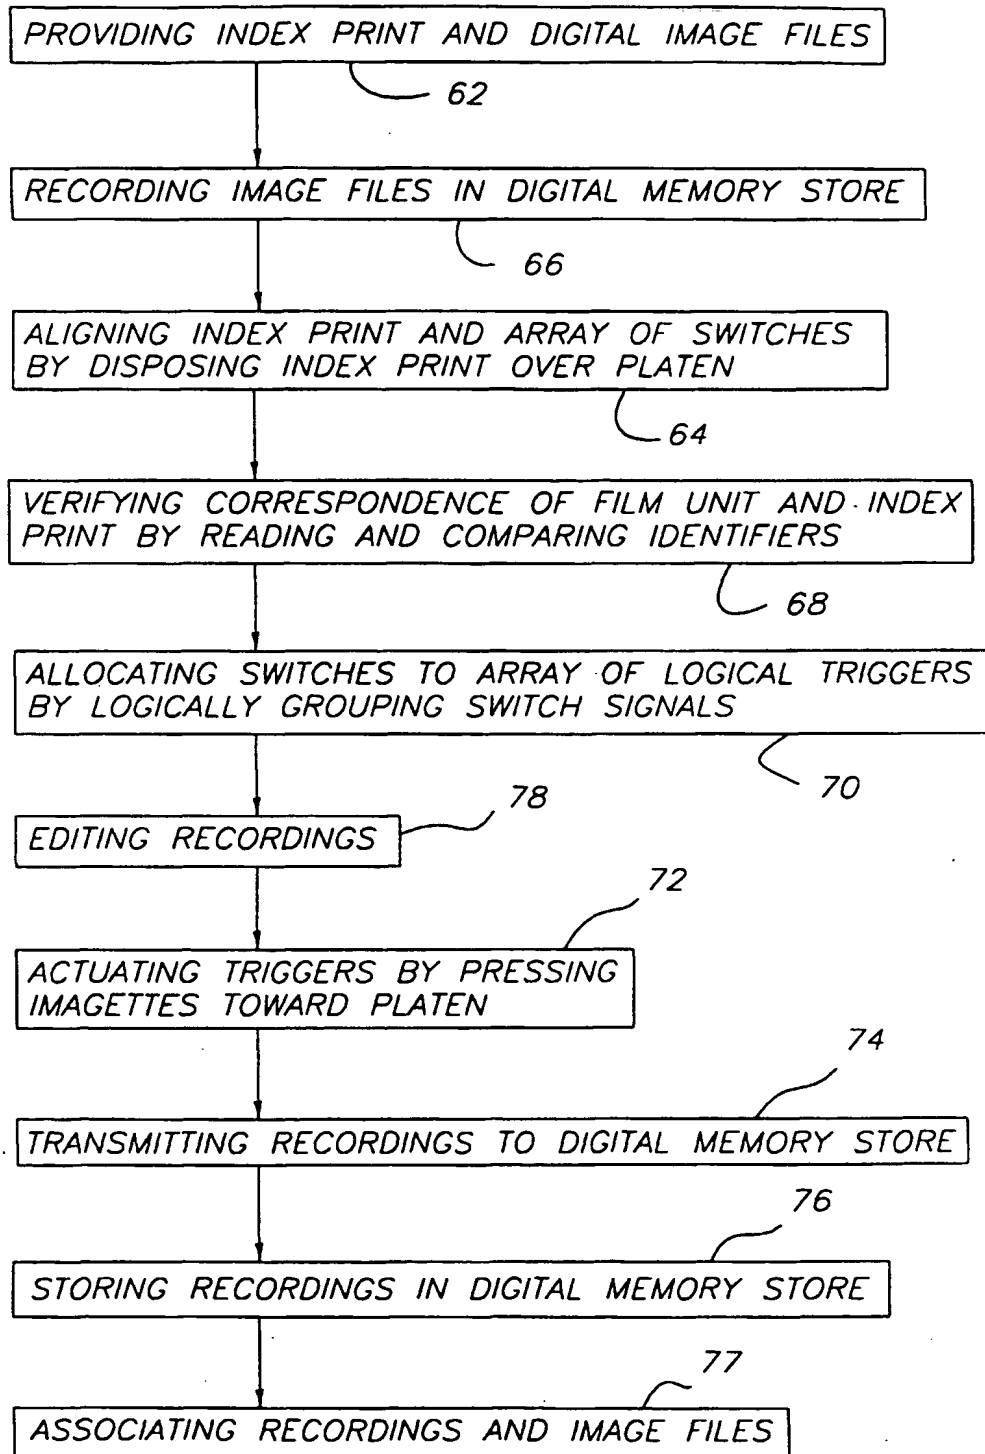 PROVIDING INDEX PRINT AND DIGITAL IMAGE FILES
62
RECORDING IMAGE FILES IN DIGITAL MEMORY STORE
66
ALIGNING INDEX PRINT AND ARRAY OF SWITCHES
BY DISPOSING INDEX PRINT OVER PLATEN
64
VERIFYING CORRESPONDENCE OF FILM UNIT AND INDEX
PRINT BY READING AND COMPARING IDENTIFIERS
68
ALLOCATING SWITCHES TO ARRAY OF LOGICAL TRIGGERS
BY LOGICALLY GROUPING SWITCH SIGNALS
70
78
EDITING RECORDINGS
72
ACTUATING TRIGGERS BY PRESSING
IMAGETTES TOWARD PLATEN
74
TRANSMITTING RECORDINGS TO DIGITAL MEMORY STORE
76
STORING RECORDINGS IN DIGITAL MEMORY STORE
77
ASSOCIATING RECORDINGS AND IMAGE FILES